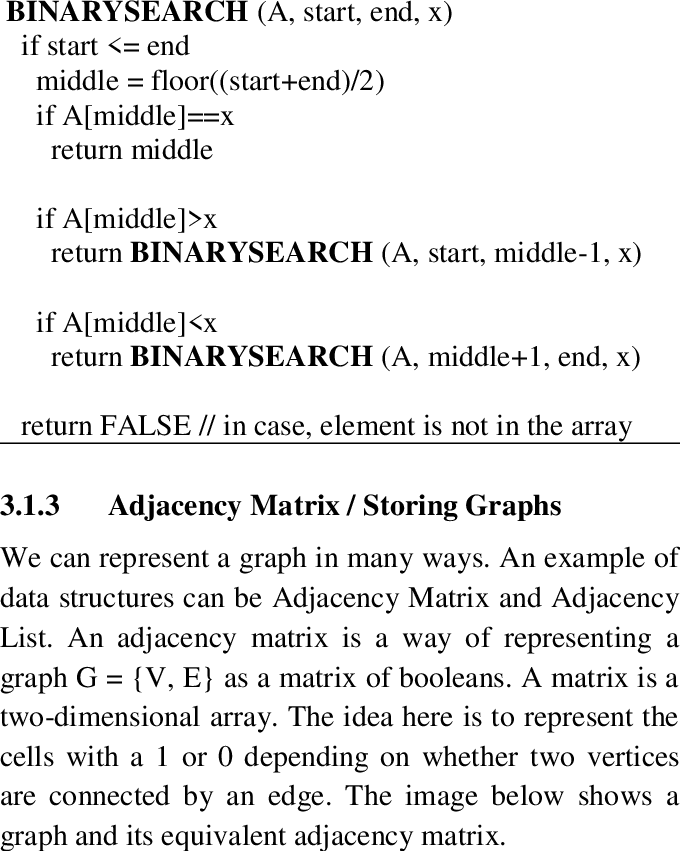 BINARYSEARCH (A, start, end, x)
if start <= end
middle = floor((start+end)/2)
if A[middle]==x
return middle
if A[middle]>x
return BINARYSEARCH (A, start, middle-1, x)
if A[middle]<x
return BINARYSEARCH (A, middle+1, end, x)
return FALSE // in case, element is not in the array
3.1.3 Adjacency Matrix / Storing Graphs
We can represent a graph in many ways. An example of
data structures can be Adjacency Matrix and Adjacency
List. An adjacency matrix is a way of representing a
graph G = {V, E} as a matrix of booleans. A matrix is a
two-dimensional array. The idea here is to represent the
cells with a 1 or 0 depending on whether two vertices
are connected by an edge. The image below shows a
graph and its equivalent adjacency matrix.